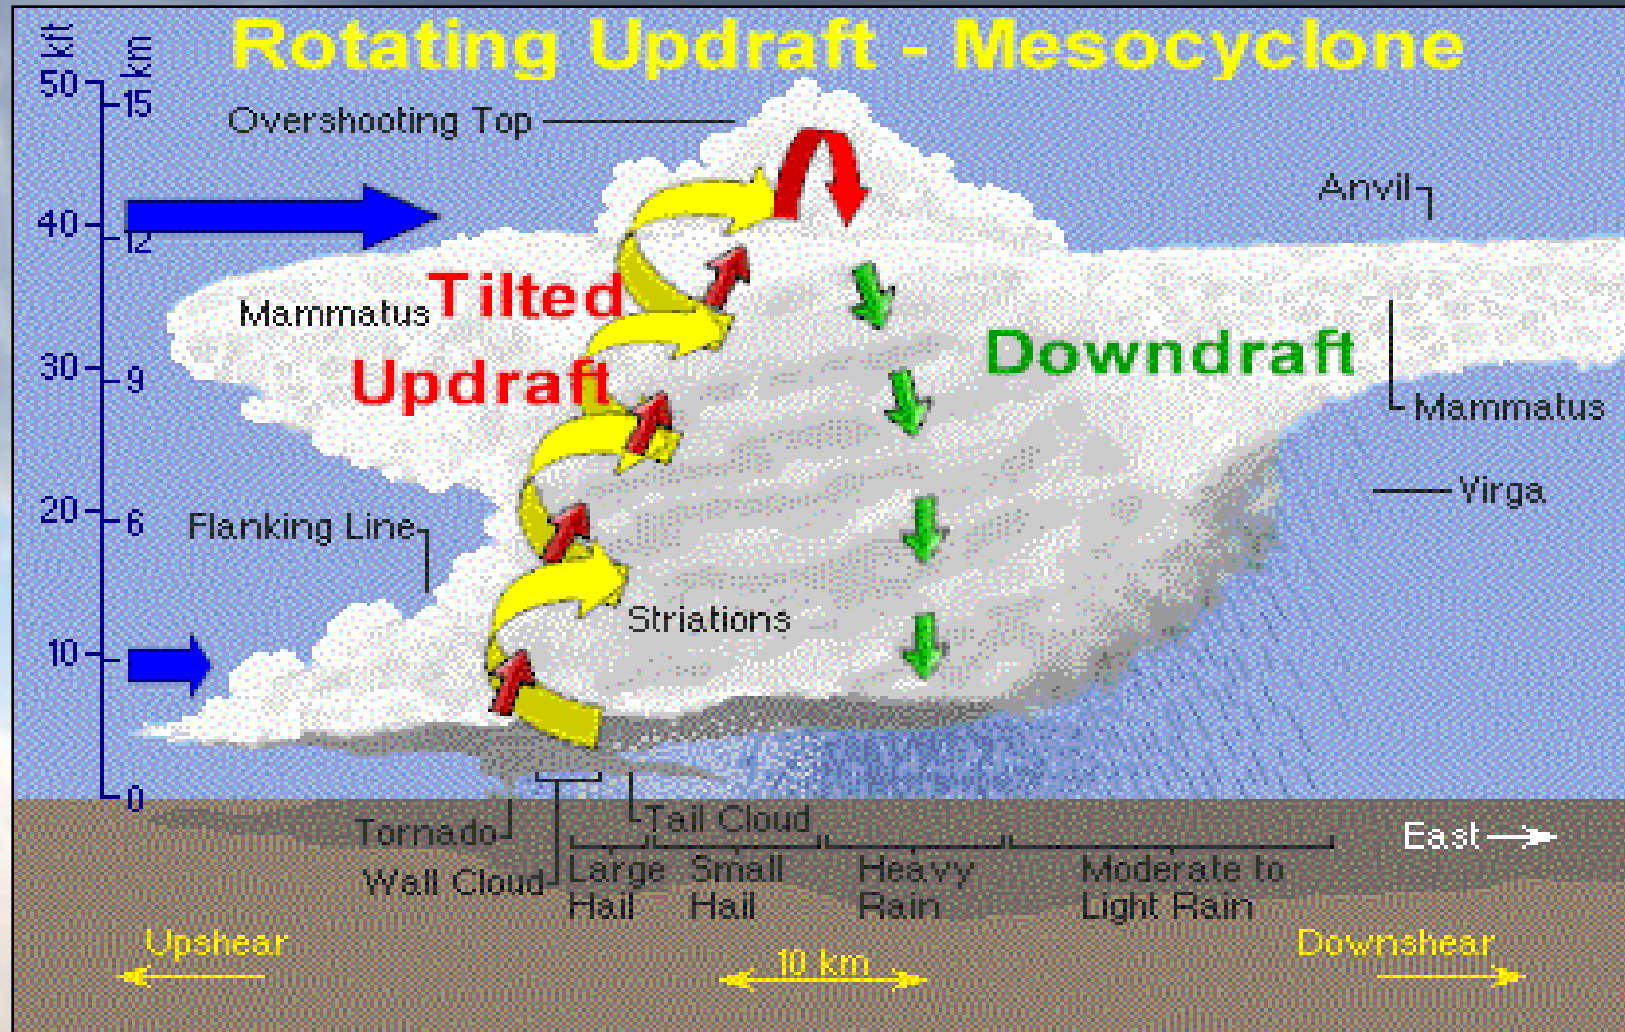 Rotating Updraft - Mesocyclone
kft
km
50
15
Overshooting Top
Anvil
40
12
Mammatus
Tilted
Updraft
Downdraft
30
9
Mammatus
Virga
20
6
Flanking Line
Striations
10
0
Tornado
Tail Cloud
Wall Cloud
East
Large
Hail
Small
Hail
Heavy
Rain
Moderate to
Light Rain
Upshear
10 km
Downshear